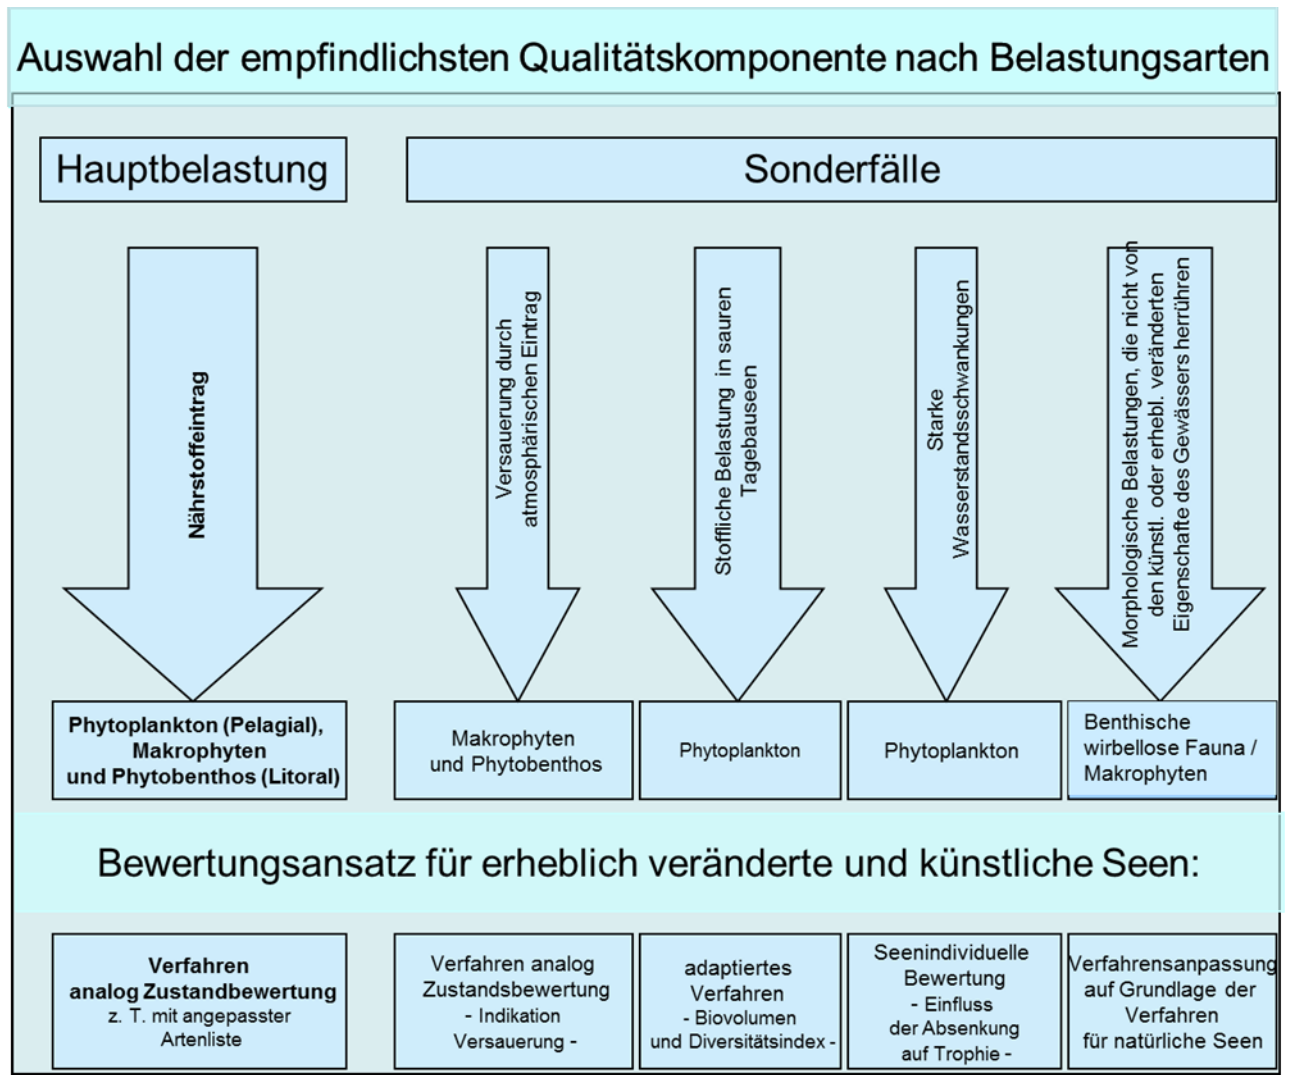 Auswahl der empfindlichsten Qualitätskomponente nach Belastungsarten
Hauptbelastung
Sonderfälle
Nährstoffeintrag
Versauerung durch
atmosphärischen Eintrag
Stoffliche Belastung in sauren
Tagebauseen
Starke
Wasserstandsschwankungen
Morphologische Belastungen, die nicht von
den künstl. oder erhebl. veränderten
Eigenschafte des Gewässers herrühren
Phytoplankton (Pelagial),
Makrophyten
und Phytobenthos (Litoral)
Makrophyten
und Phytobenthos
Phytoplankton
Phytoplankton
Benthische
wirbellose Fauna /
Makrophyten
Bewertungsansatz für erheblich veränderte und künstliche Seen:
Verfahren
analog Zustandbewertung
z. T. mit angepasster
Artenliste
Verfahren analog
Zustandsbewertung
- Indikation
Versauerung -
adaptiertes
Verfahren
- Biovolumen
und Diversitätsindex -
Seenindividuelle
Bewertung
- Einfluss
der Absenkung
auf Trophie -
Verfahrensanpassung
auf Grundlage der
Verfahren
für natürliche Seen